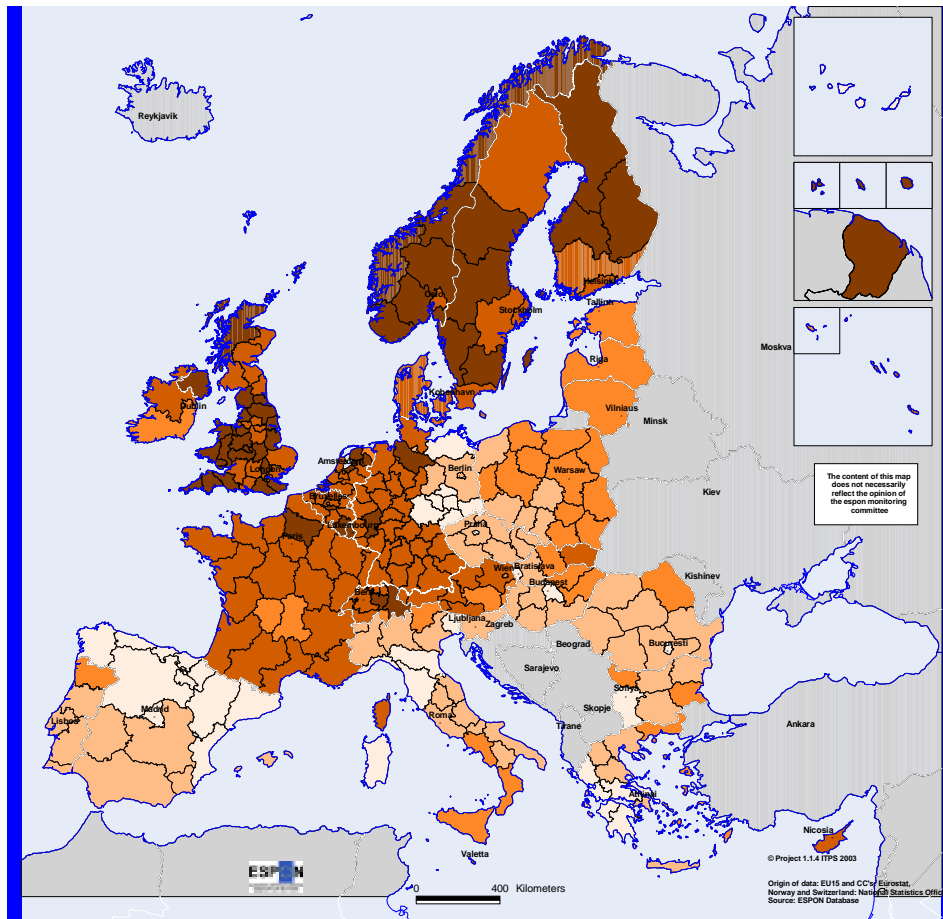 Reykjavik
Helsinki
Oslo
Tallinn
Stockholm
Moskva
Riga
København
Dublin
Vilniaus
Minsk
Amsterdam
Berlin
Warsaw
London
The content of this map
does not necessarily
reflect the opinion of
the espon monitoring
committee
Kiev
Bruxelles
Luxembourg
Praha
Paris
Kishinev
Wien
Bratislava
Budapest
Bern
Ljubljana
Zagreb
Beograd
Bucuresti
Sarajevo
Sofiya
Madrid
Skopje
Roma
Lisboa
Tirane
Ankara
Athinai
Nicosia
Valetta
© Project 1.1.4 ITPS 2003
ESPON
0 400 Kilometers
Origin of data: EU15 and CC's: Eurostat,
Norway and Switzerland: National Statistics Offic
Source: ESPON Database